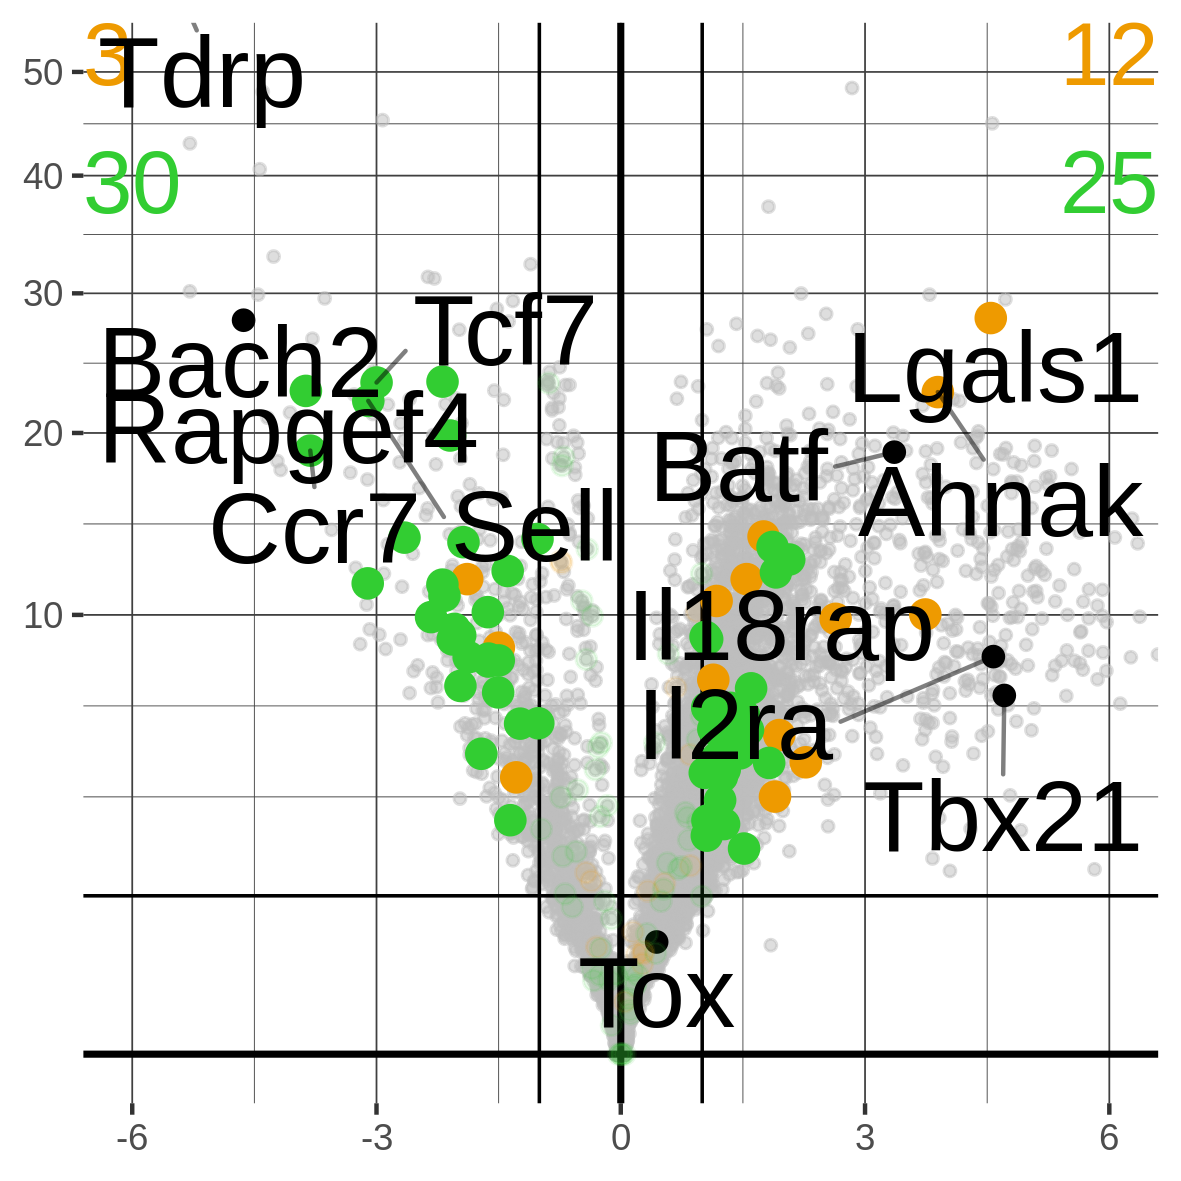 3
12
50
Tdrp
40
30
25
30
Tcf7
Bach2
Lgals1
Rapgef4
20
Batf
Ahnak
Ccr7
Sell
10
Il18rap
Il2ra
Tbx21
Tox
-6
-3
0
3
6